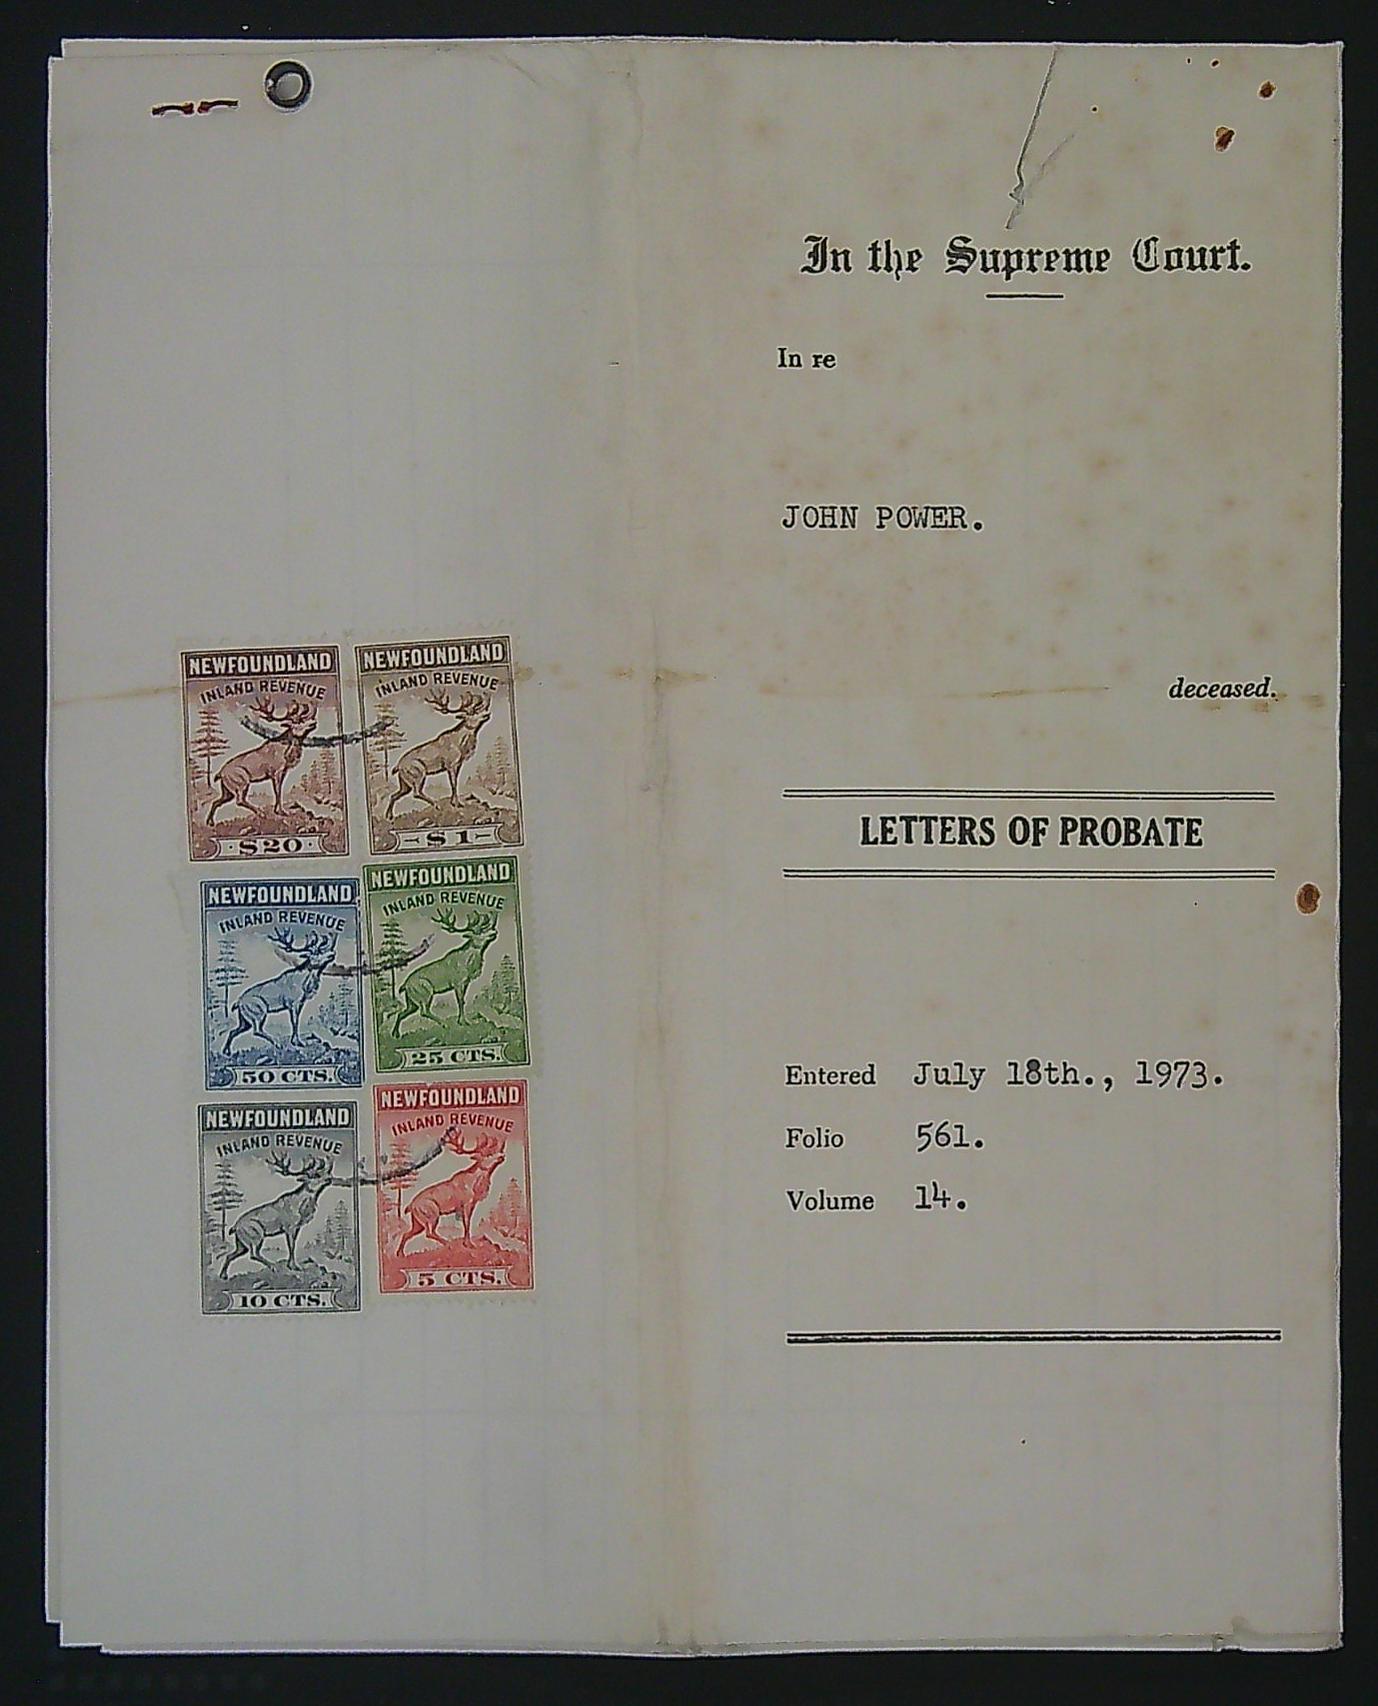 In the Supreme Court.
In re
JOHN POWER.
deceased.
LETTERS OF PROBATE
Entered July 18th., 1973.
Folio 561.
Volume 14.
NEWFOUNDLAND
INLAND REVENUE
$20
NEWFOUNDLAND
INLAND REVENUE
$1
NEWFOUNDLAND
INLAND REVENUE
50 CTS.
NEWFOUNDLAND
INLAND REVENUE
25 CTS.
NEWFOUNDLAND
INLAND REVENUE
10 CTS.
NEWFOUNDLAND
INLAND REVENUE
5 CTS.